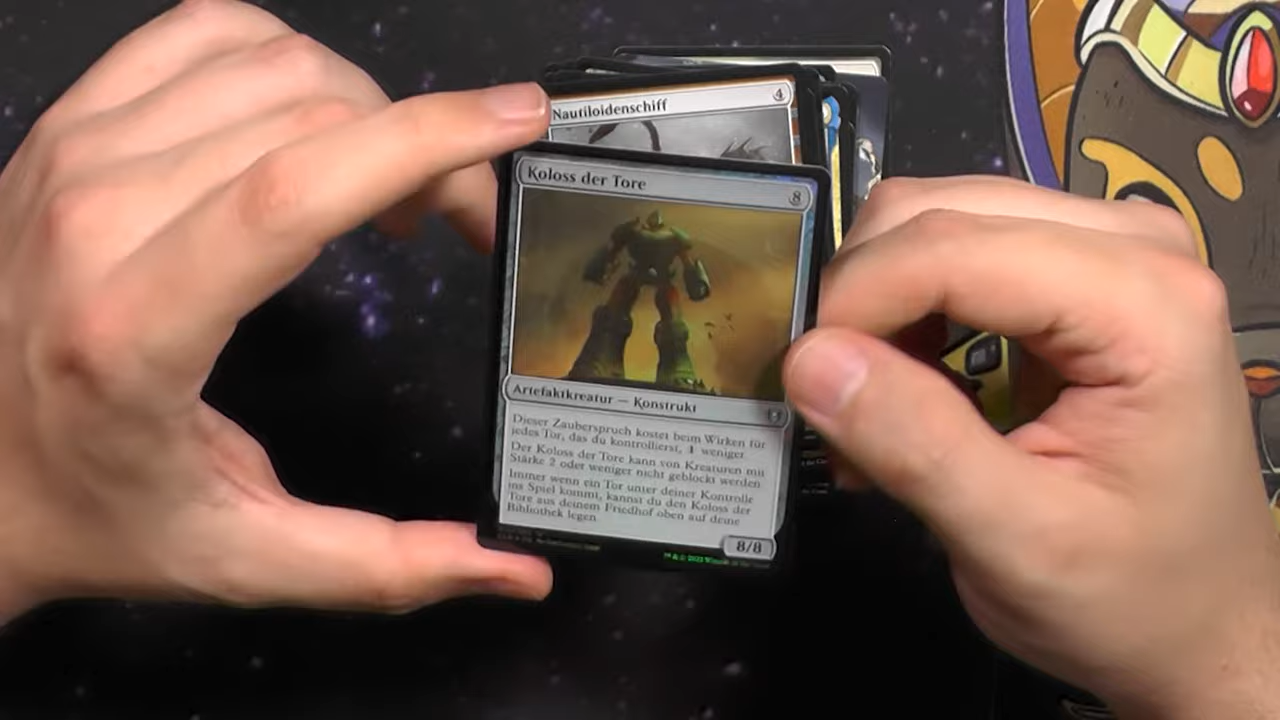 Nautiloidenschiff
4
Koloss der Tore
8
Artefaktkreatur — Konstrukt
Dieser Zauberspruch kostet beim Wirken für
jedes Tor, das du kontrollierst, 1 weniger
Der Koloss der Tore kann von Kreaturen mit
Stärke 2 oder weniger nicht geblockt werden
Immer wenn ein Tor unter deiner Kontrolle
ins Spiel kommt, kannst du den Koloss der
Tore aus deinem Friedhof oben auf deine
Bibliothek legen
8/8